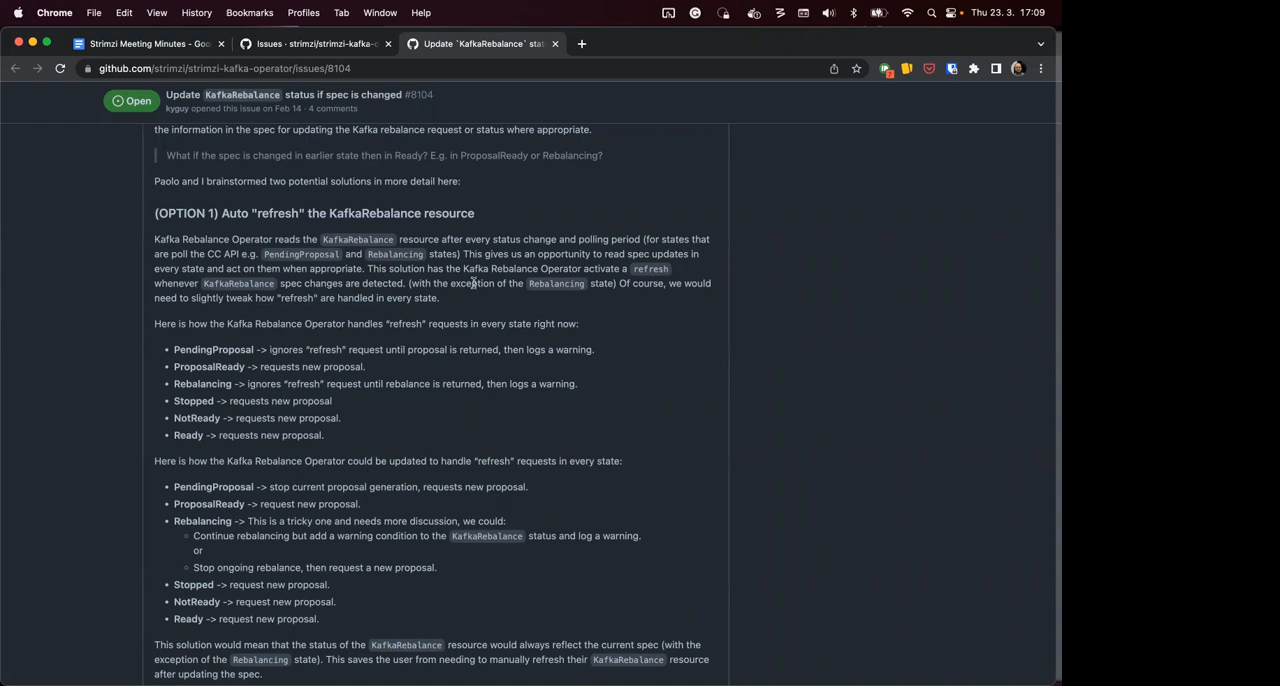 Chrome File Edit View History Bookmarks Profiles Tab Window Help Thu 23. 3. 17:09
Strimzi Meeting Minutes - Goo Issues · strimzi/strimzi-kafka-o Update `KafkaRebalance` stat
github.com/strimzi/strimzi-kafka-operator/issues/8104
7
Open Update KafkaRebalance status if spec is changed #8104
kyguy opened this issue on Feb 14 · 4 comments
the information in the spec for updating the Kafka rebalance request or status where appropriate.
What if the spec is changed in earlier state then in Ready? E.g. in ProposalReady or Rebalancing?
Paolo and I brainstormed two potential solutions in more detail here:
(OPTION 1) Auto "refresh" the KafkaRebalance resource
Kafka Rebalance Operator reads the KafkaRebalance resource after every status change and polling period (for states that
are poll the CC API e.g. PendingProposal and Rebalancing states) This gives us an opportunity to read spec updates in
every state and act on them when appropriate. This solution has the Kafka Rebalance Operator activate a refresh
whenever KafkaRebalance spec changes are detected. (with the exception of the Rebalancing state) Of course, we would
need to slightly tweak how "refresh" are handled in every state.
Here is how the Kafka Rebalance Operator handles “refresh” requests in every state right now:
• PendingProposal -> ignores “refresh” request until proposal is returned, then logs a warning.
• ProposalReady -> requests new proposal.
• Rebalancing -> ignores “refresh” request until rebalance is returned, then logs a warning.
• Stopped -> requests new proposal
• NotReady -> requests new proposal.
• Ready -> requests new proposal.
Here is how the Kafka Rebalance Operator could be updated to handle “refresh” requests in every state:
• PendingProposal -> stop current proposal generation, requests new proposal.
• ProposalReady -> request new proposal.
• Rebalancing -> This is a tricky one and needs more discussion, we could:
○ Continue rebalancing but add a warning condition to the KafkaRebalance status and log a warning.
or
○ Stop ongoing rebalance, then request a new proposal.
• Stopped -> request new proposal.
• NotReady -> request new proposal.
• Ready -> request new proposal.
This solution would mean that the status of the KafkaRebalance resource would always reflect the current spec (with the
exception of the Rebalancing state). This saves the user from needing to manually refresh their KafkaRebalance resource
after updating the spec.